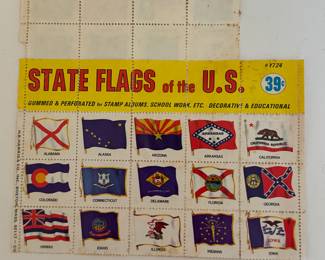 #Y724
STATE FLAGS of the U.S. 39¢
GUMMED & PERFORATED for STAMP ALBUMS, SCHOOL WORK, ETC. DECORATIVE & EDUCATIONAL
ALABAMA ALASKA ARIZONA ARKANSAS CALIFORNIA
COLORADO CONNECTICUT DELAWARE FLORIDA GEORGIA
HAWAII IDAHO ILLINOIS INDIANA IOWA